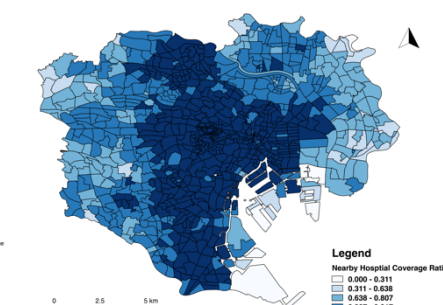 e
0 2.5 5 km
Legend
Nearby Hosptial Coverage Rati
0.000 - 0.311
0.311 - 0.638
0.638 - 0.807